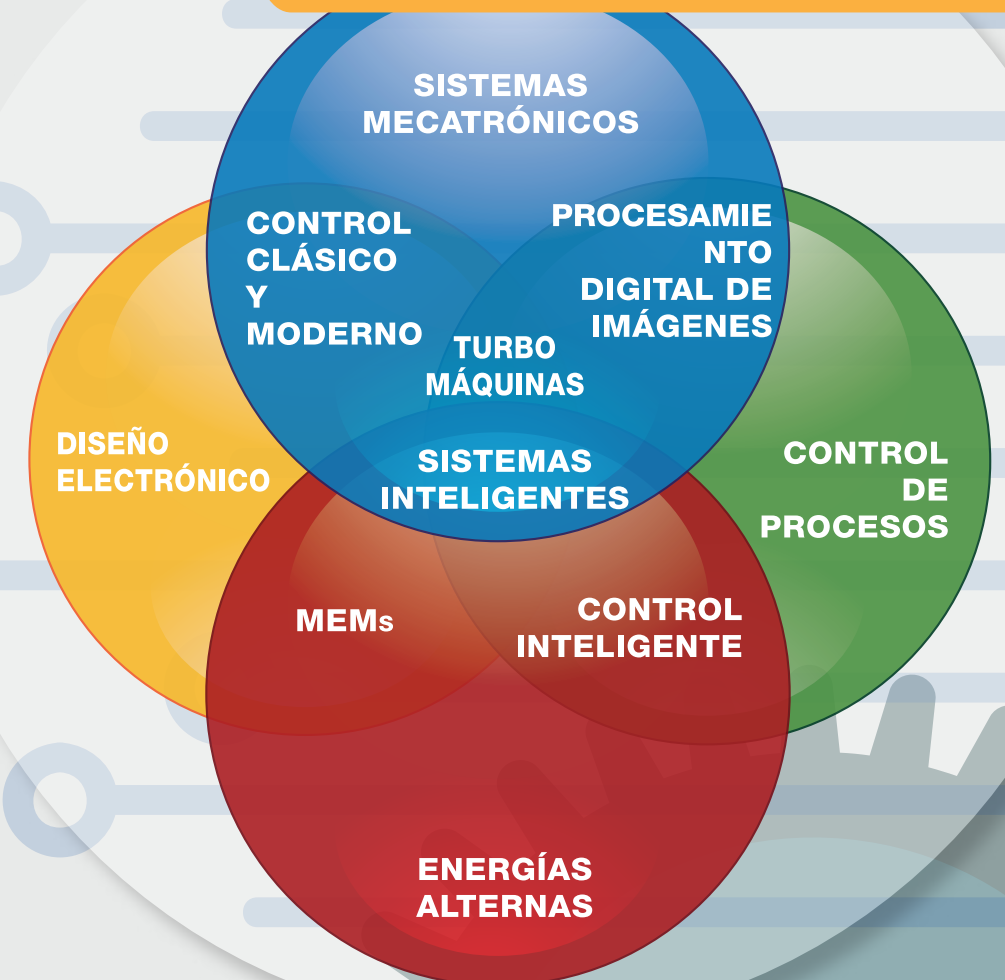 SISTEMAS
MECATRÓNICOS
CONTROL
CLÁSICO
Y
MODERNO
PROCESAMIE
NTO
DIGITAL DE
IMÁGENES
TURBO
MÁQUINAS
DISEÑO
ELECTRÓNICO
SISTEMAS
INTELIGENTES
CONTROL
DE
PROCESOS
MEMs
CONTROL
INTELIGENTE
ENERGÍAS
ALTERNAS